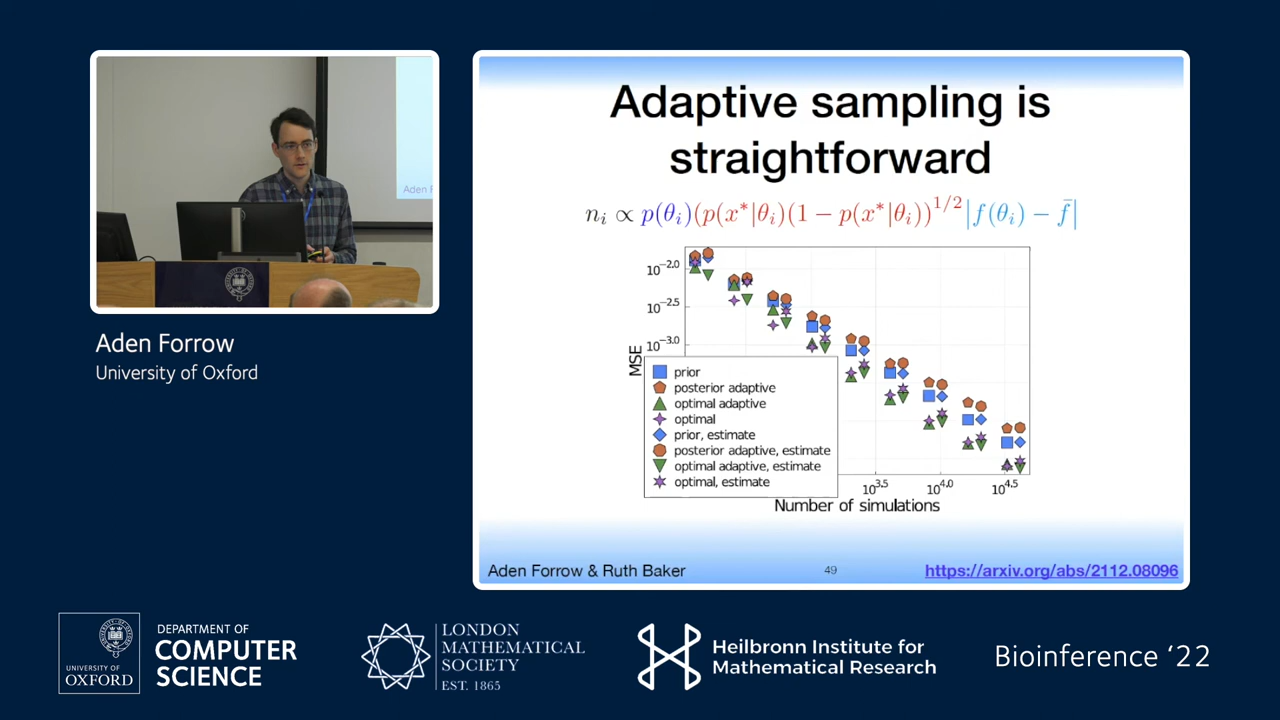 Adaptive sampling is
straightforward
n_i ∝ p(θ_i)(p(x*|θ_i)(1 − p(x*|θ_i))^{1/2}|f(θ_i) − f̄|
10^-2.0
10^-2.5
10^-3.0
MSE
prior
posterior adaptive
optimal adaptive
optimal
prior, estimate
posterior adaptive, estimate
optimal adaptive, estimate
optimal, estimate
10^3.5 10^4.0 10^4.5
Number of simulations
Aden Forrow & Ruth Baker 49 https://arxiv.org/abs/2112.08096
Aden F
Aden Forrow
University of Oxford
UNIVERSITY OF
OXFORD
DEPARTMENT OF
COMPUTER
SCIENCE
LONDON
MATHEMATICAL
SOCIETY
EST. 1865
Heilbronn Institute for
Mathematical Research
Bioinference ‘22